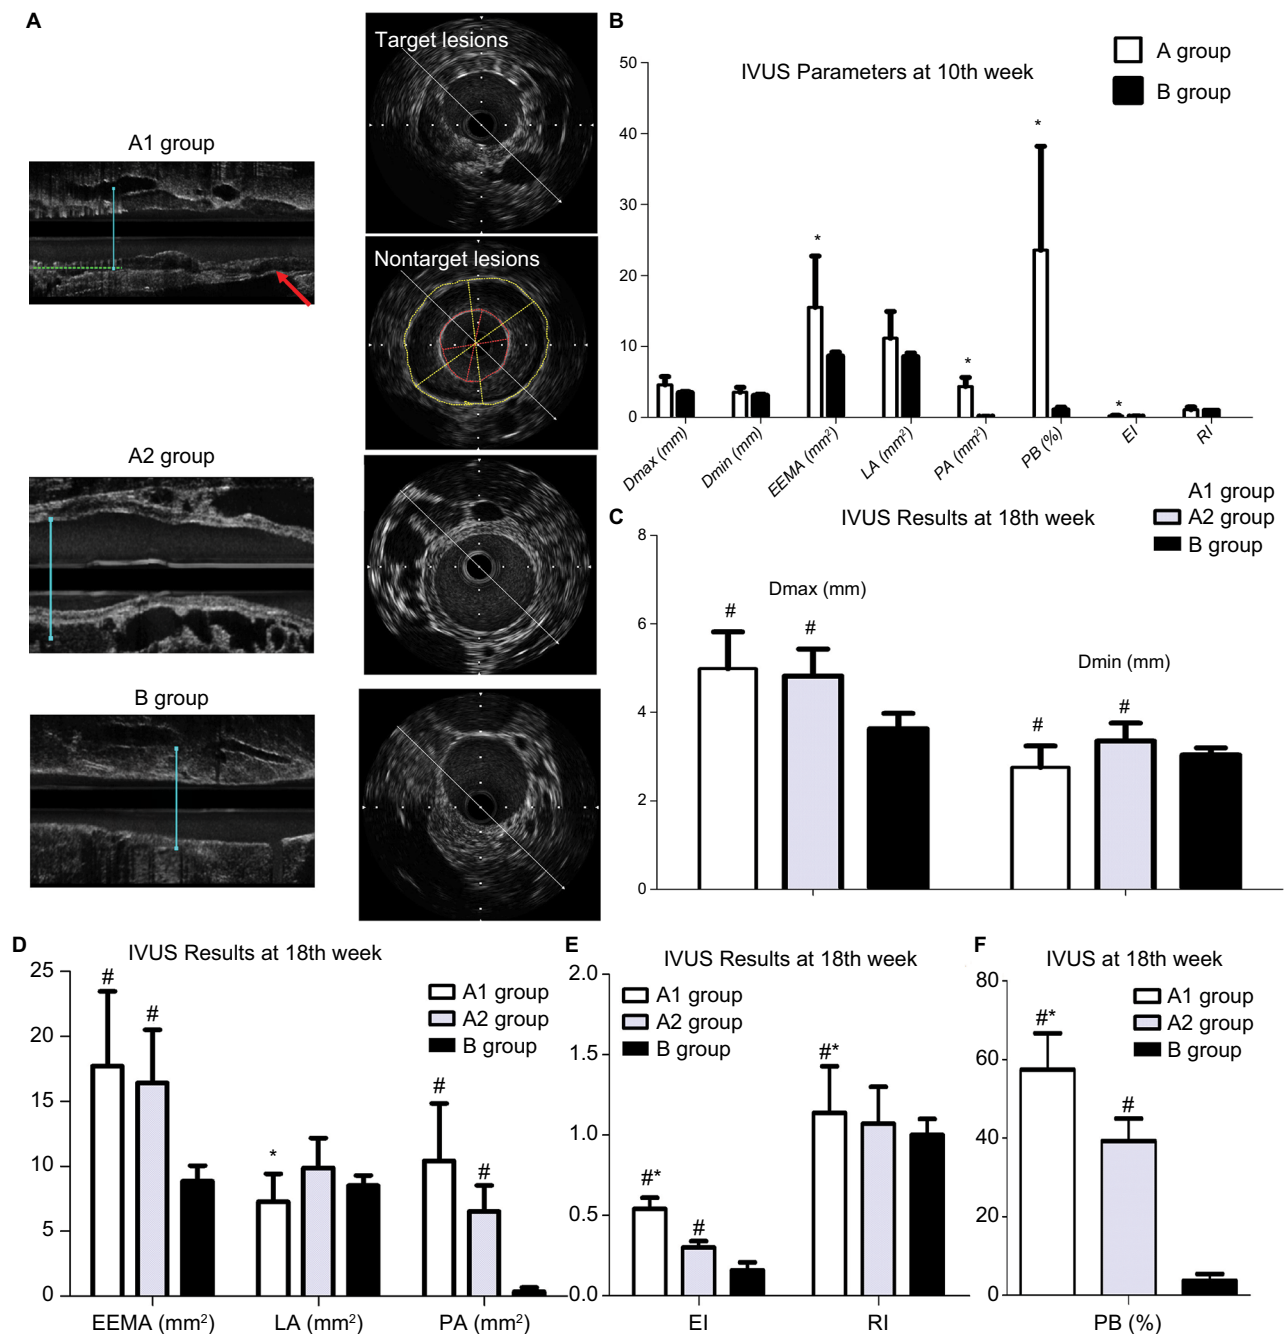 A
A1 group
A2 group
B group
Target lesions
Nontarget lesions
B
IVUS Parameters at 10th week
A group
B group
50
40
30
20
10
0
*
*
*
*
Dmax (mm)
Dmin (mm)
EEMA (mm²)
LA (mm²)
PA (mm²)
PB (%)
EI
RI
C
IVUS Results at 18th week
A1 group
A2 group
B group
8
6
4
2
0
Dmax (mm)
# #
Dmin (mm)
# #
D
IVUS Results at 18th week
A1 group
A2 group
B group
25
20
15
10
5
0
# # * # #
EEMA (mm²) LA (mm²) PA (mm²)
E
IVUS Results at 18th week
A1 group
A2 group
B group
2.0
1.5
1.0
0.5
0.0
#* # #*
EI RI
F
IVUS at 18th week
A1 group
A2 group
B group
80
60
40
20
0
#* #
PB (%)